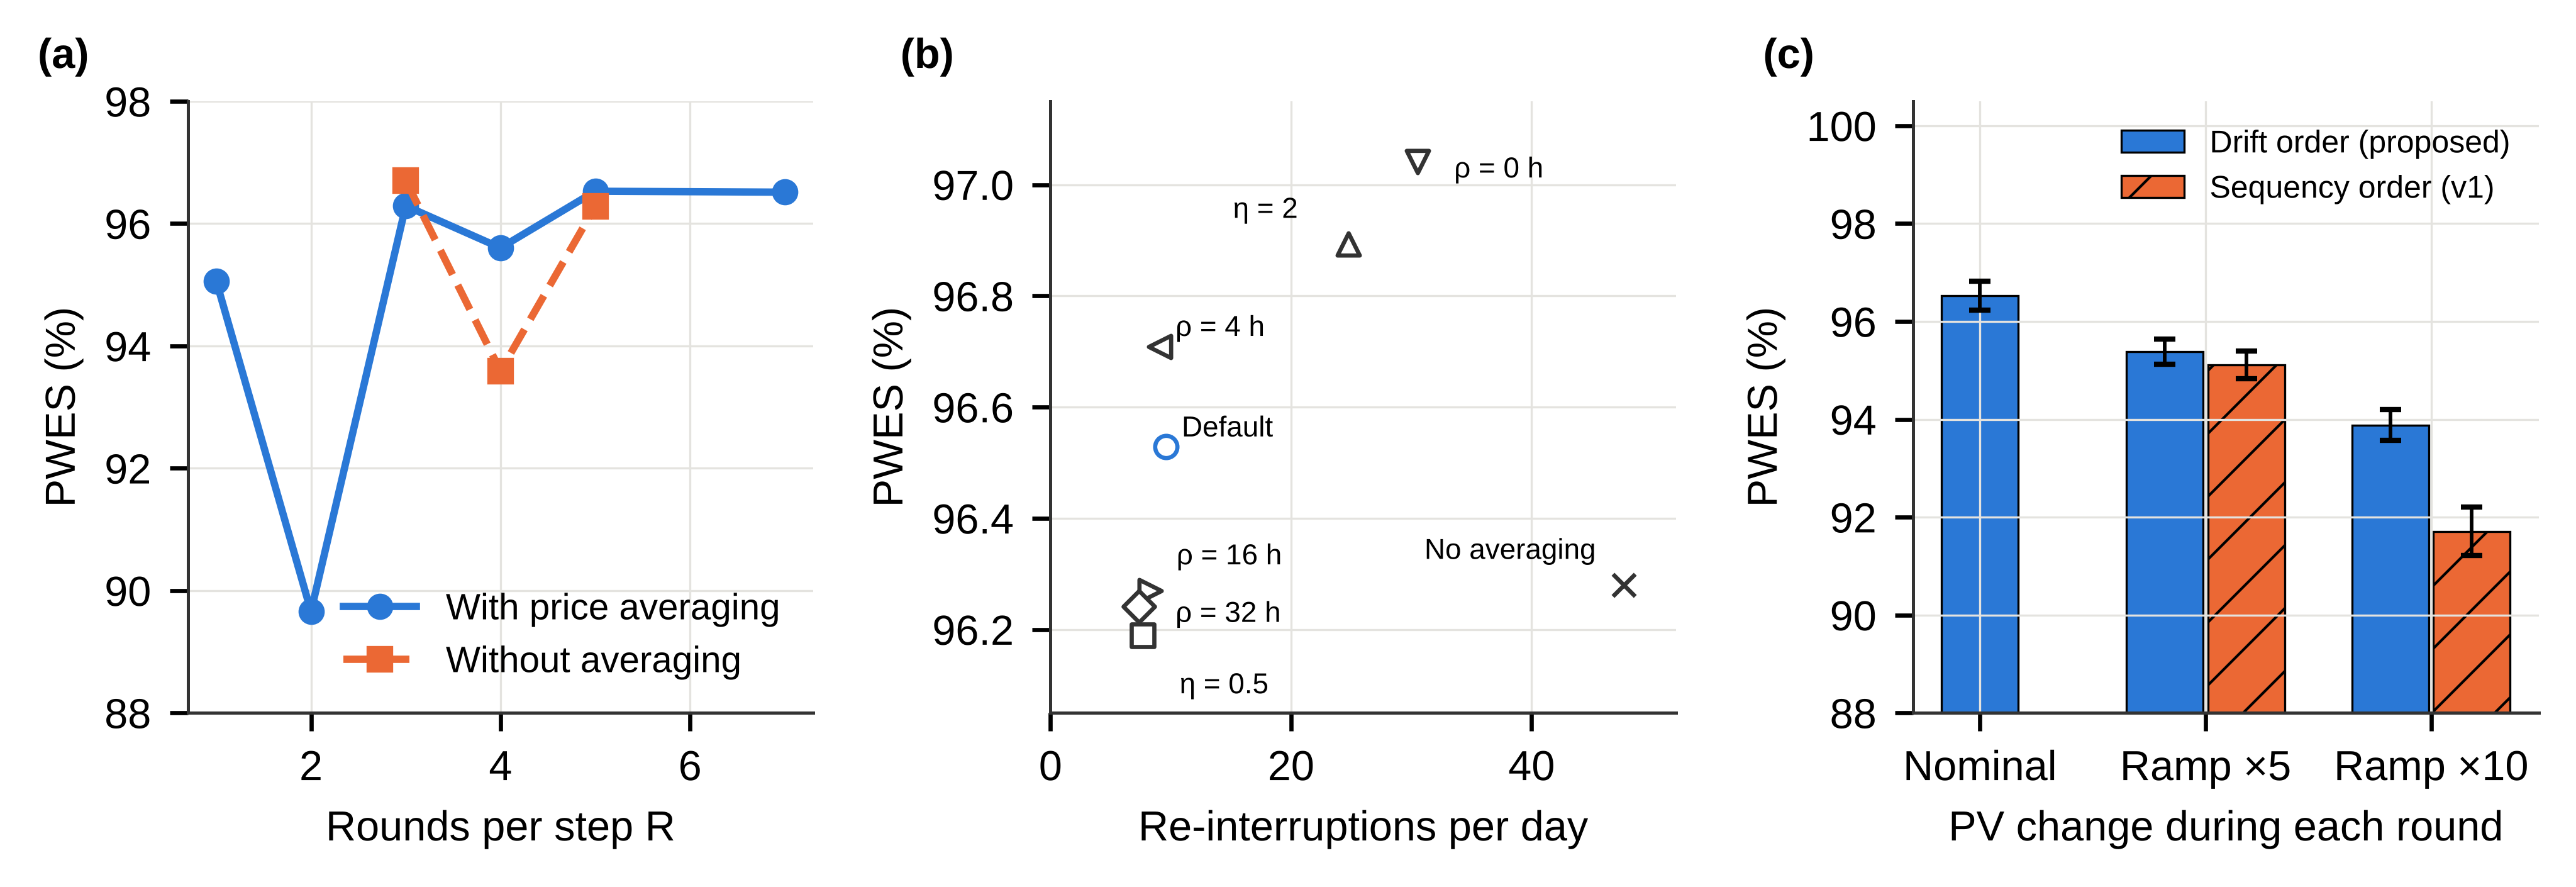 (a)
98
96
94
92
90
88
PWES (%)
With price averaging
Without averaging
2
4
6
Rounds per step R
(b)
97.0
96.8
96.6
96.4
96.2
PWES (%)
ρ = 0 h
η = 2
ρ = 4 h
Default
ρ = 16 h
No averaging
ρ = 32 h
η = 0.5
0
20
40
Re-interruptions per day
(c)
100
98
96
94
92
90
88
PWES (%)
Drift order (proposed)
Sequency order (v1)
Nominal
Ramp ×5
Ramp ×10
PV change during each round